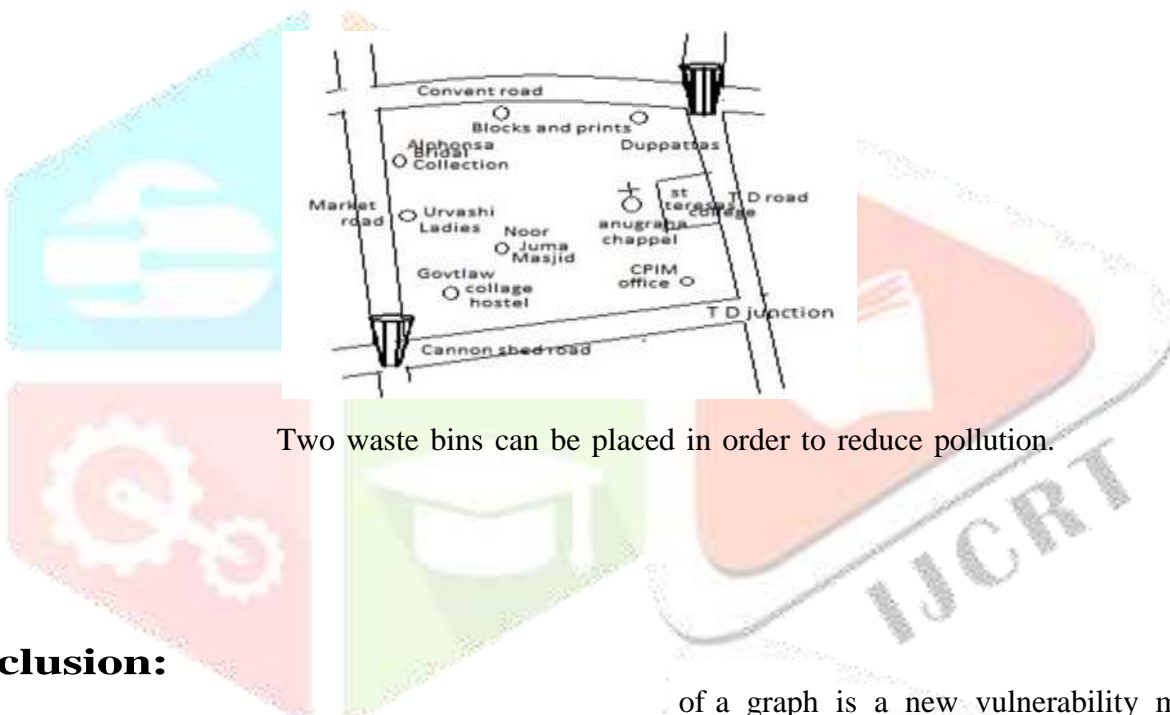 Convent road
Blocks and prints
Duppattas
Alphonsa
Bridal
Collection
st
teresas
college
T D road
Market
road
Urvashi
Ladies
Noor
Juma
Masjid
anugraha
chappel
Govtlaw
collage
hostel
CPIM
office
T D junction
Cannon shed road
Two waste bins can be placed in order to reduce pollution.
IJCRT
clusion:
of a graph is a new vulnerability m